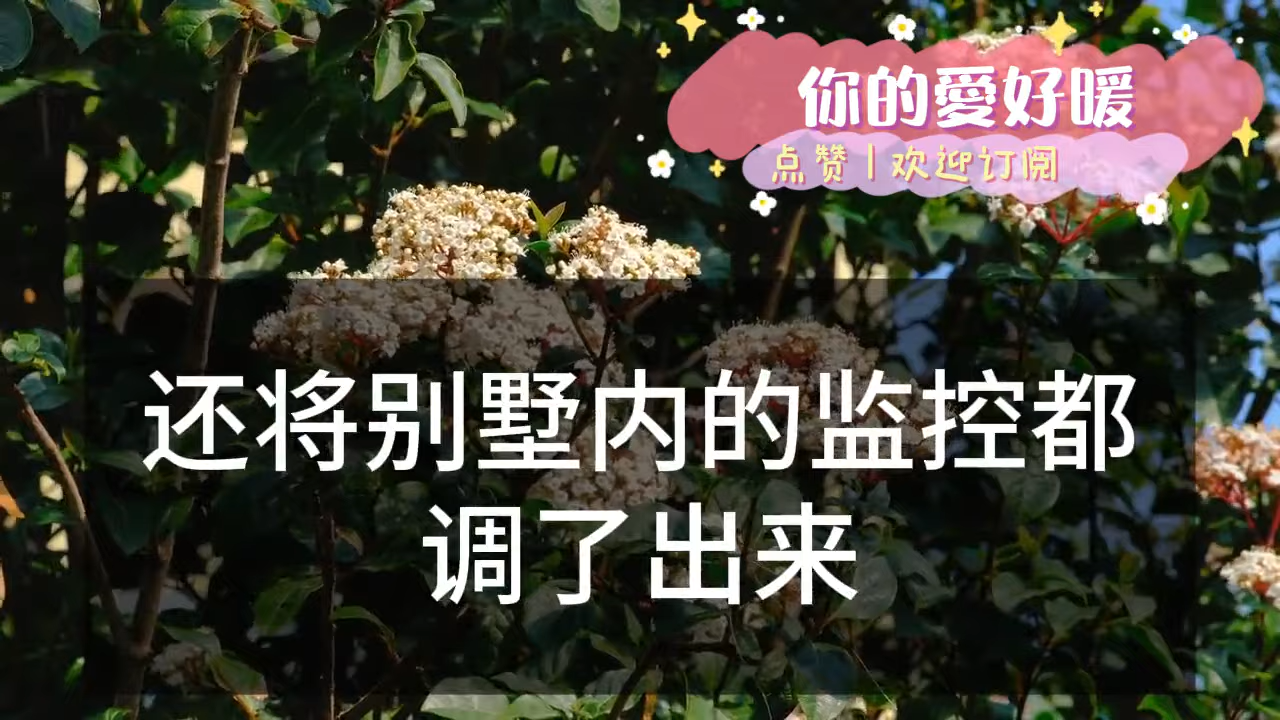 你的愛好暖
点赞 | 欢迎订阅
还将别墅内的监控都
调了出来